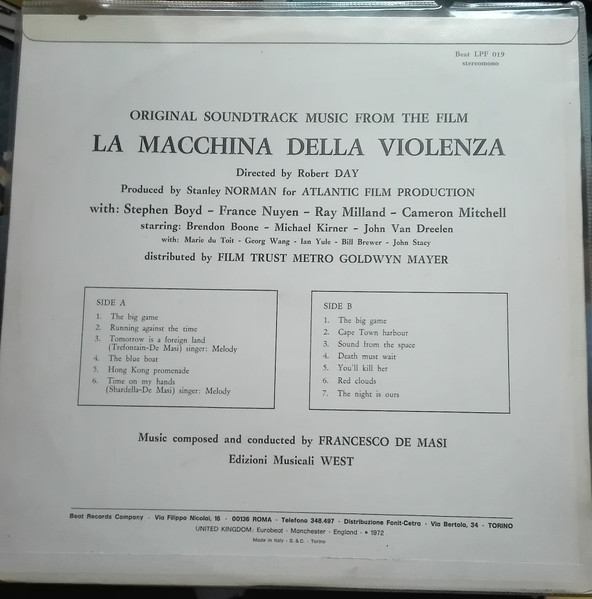 Beat LPF 019
stereomono
ORIGINAL SOUNDTRACK MUSIC FROM THE FILM
LA MACCHINA DELLA VIOLENZA
Directed by Robert DAY
Produced by Stanley NORMAN for ATLANTIC FILM PRODUCTION
with: Stephen Boyd - France Nuyen - Ray Milland - Cameron Mitchell
starring: Brendon Boone - Michael Kirner - John Van Dreelen
with: Marie du Toit - Georg Wang - Ian Yule - Bill Brewer - John Stacy
distributed by FILM TRUST METRO GOLDWYN MAYER
SIDE A
1. The big game
2. Running against the time
3. Tomorrow is a foreign land
(Trefontain-De Masi) singer: Melody
4. The blue boat
5. Hong Kong promenade
6. Time on my hands
(Shardella-De Masi) singer: Melody
SIDE B
1. The big game
2. Cape Town harbour
3. Sound from the space
4. Death must wait
5. You'll kill her
6. Red clouds
7. The night is ours
Music composed and conducted by FRANCESCO DE MASI
Edizioni Musicali WEST
Beat Records Company - Via Filippo Nicolai, 16 - 00136 ROMA - Telefono 348.497 - Distribuzione Fonit-Cetra - Via Bertola, 34 - TORINO
UNITED KINGDOM: Eurobeat - Manchester - England - • 1972
Made in Italy - G. & C. - Torino